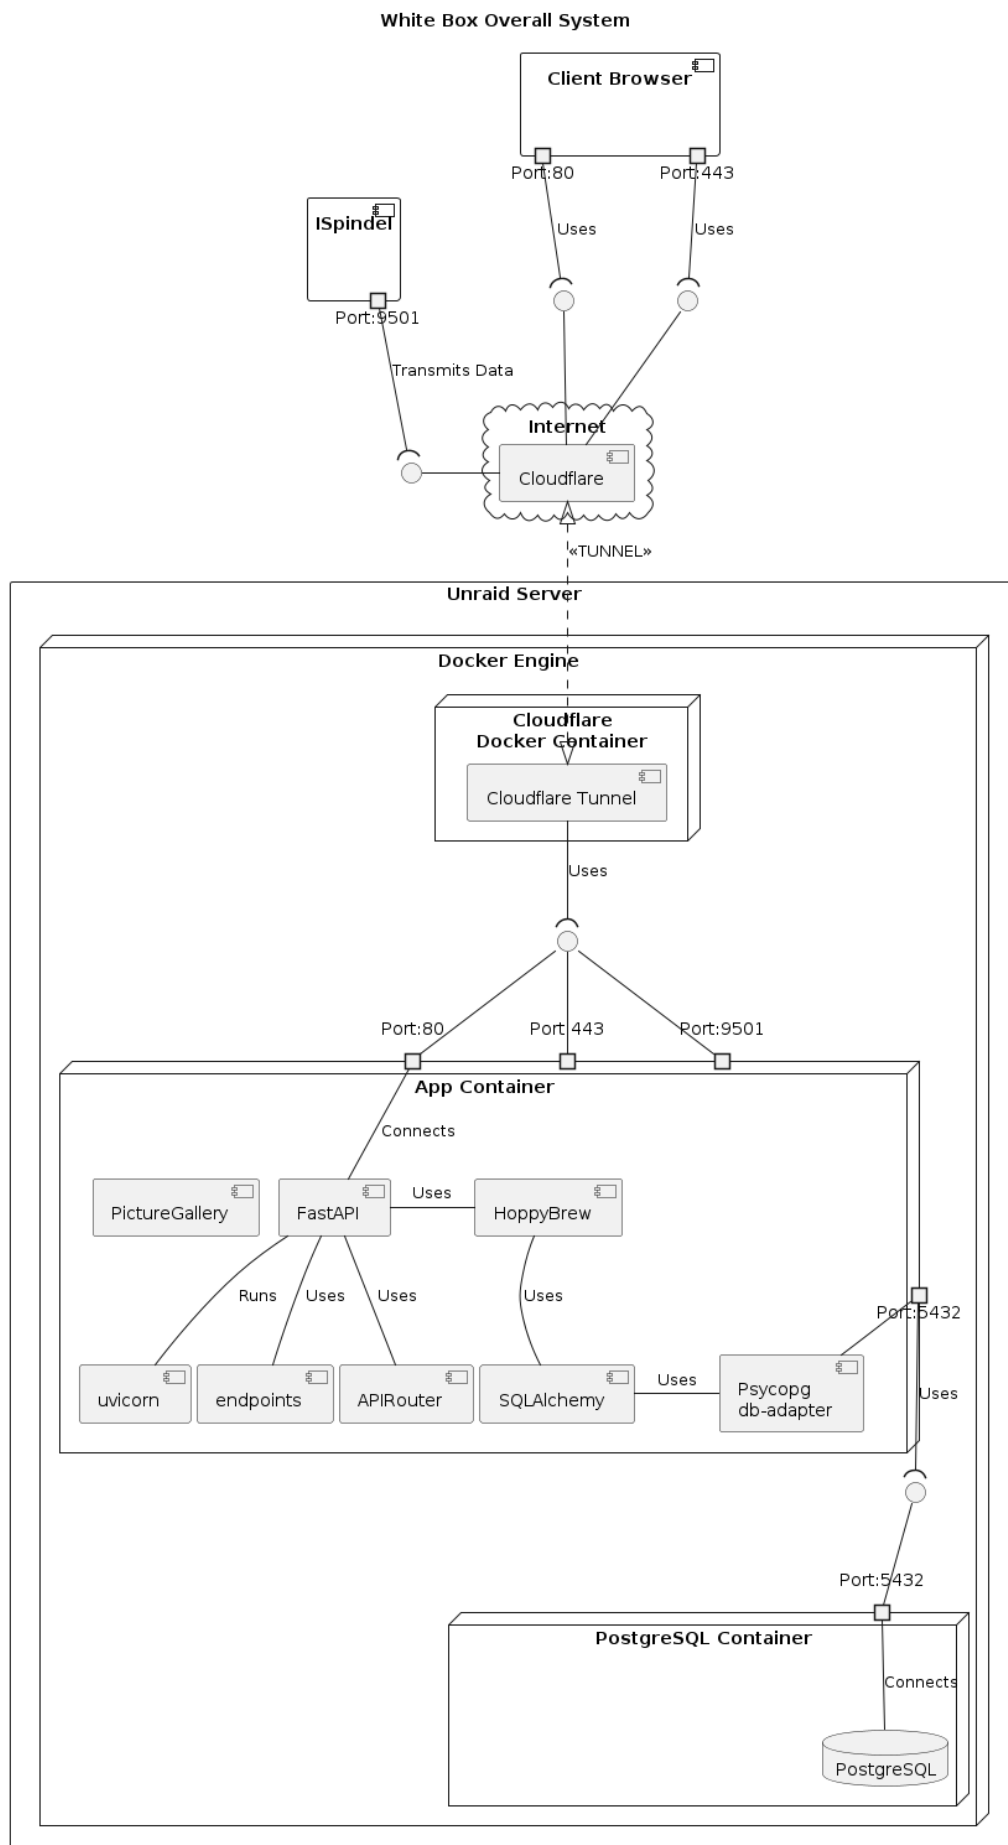 White Box Overall System
Client Browser
Port:80
Port:443
ISpindel
Uses
Uses
Port:9501
Transmits Data
Internet
Cloudflare
«TUNNEL»
Unraid Server
Docker Engine
Cloudflare
Docker Container
Cloudflare Tunnel
Uses
Port:80
Port:443
Port:9501
App Container
Connects
PictureGallery
FastAPI
Uses
HoppyBrew
Runs
Uses
Uses
Uses
Port:5432
uvicorn
endpoints
APIRouter
SQLAlchemy
Uses
Psycopg
db-adapter
Uses
Port:5432
PostgreSQL Container
Connects
PostgreSQL